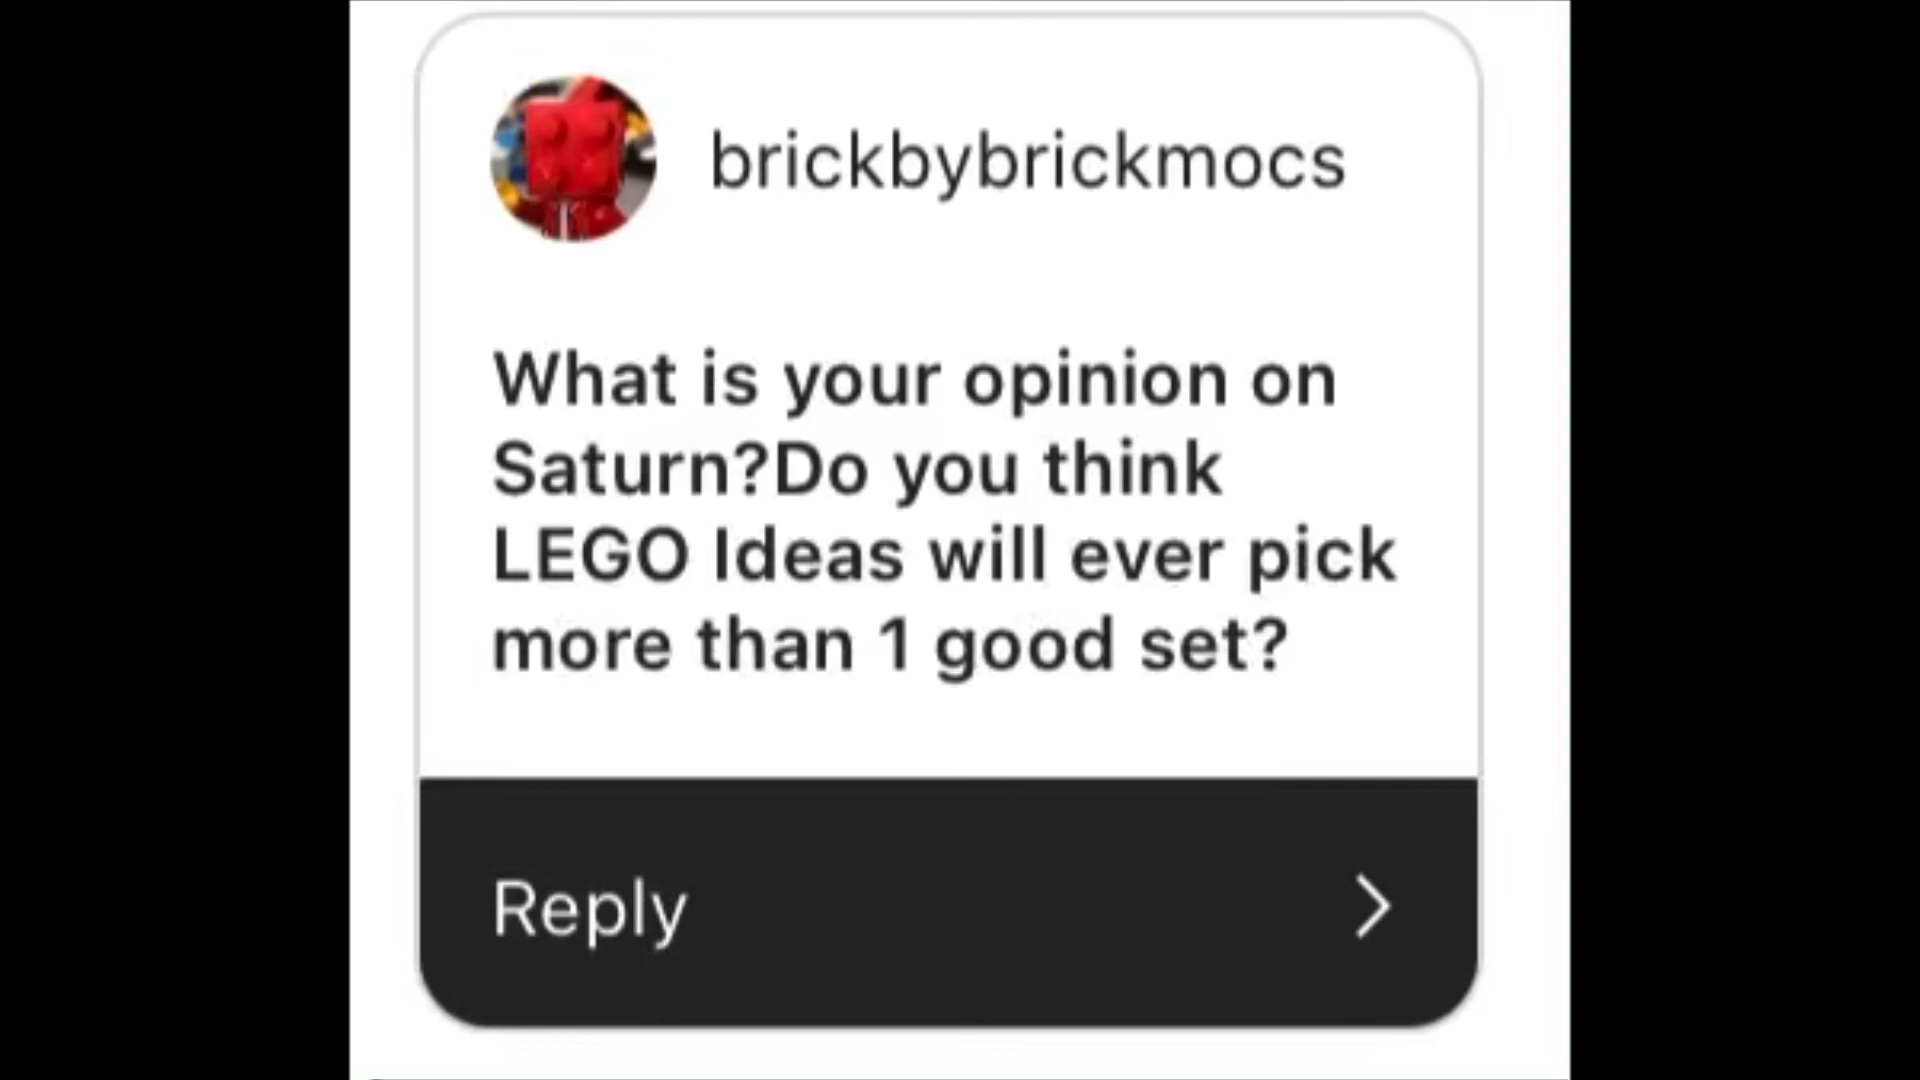 brickbybrickmocs
What is your opinion on
Saturn?Do you think
LEGO Ideas will ever pick
more than 1 good set?
Reply